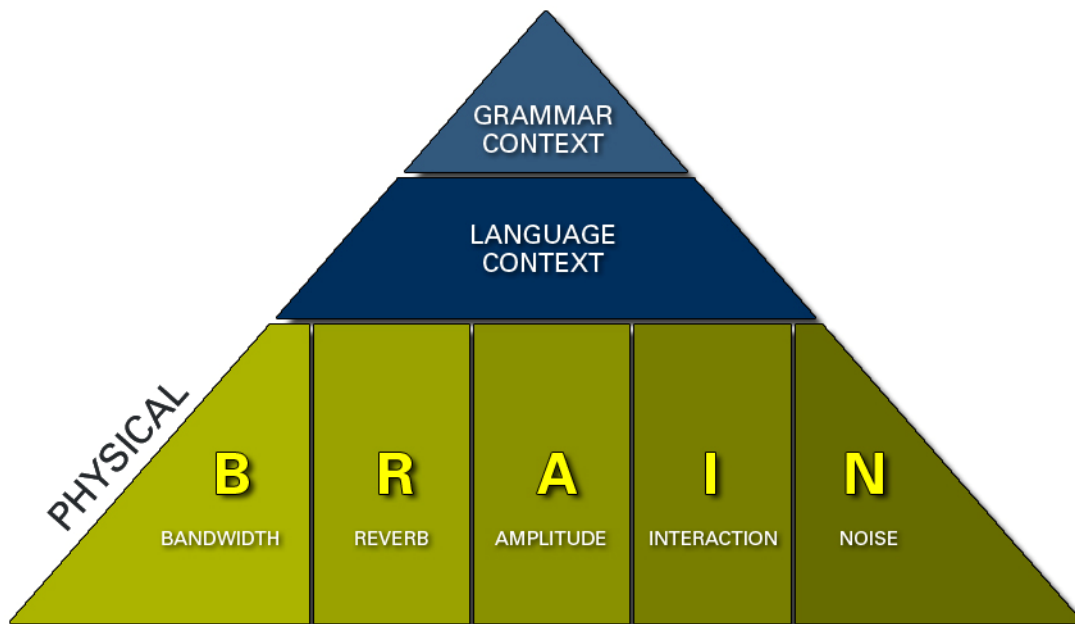 GRAMMAR
CONTEXT
LANGUAGE
CONTEXT
PHYSICAL
B R A I N
BANDWIDTH REVERB AMPLITUDE INTERACTION NOISE